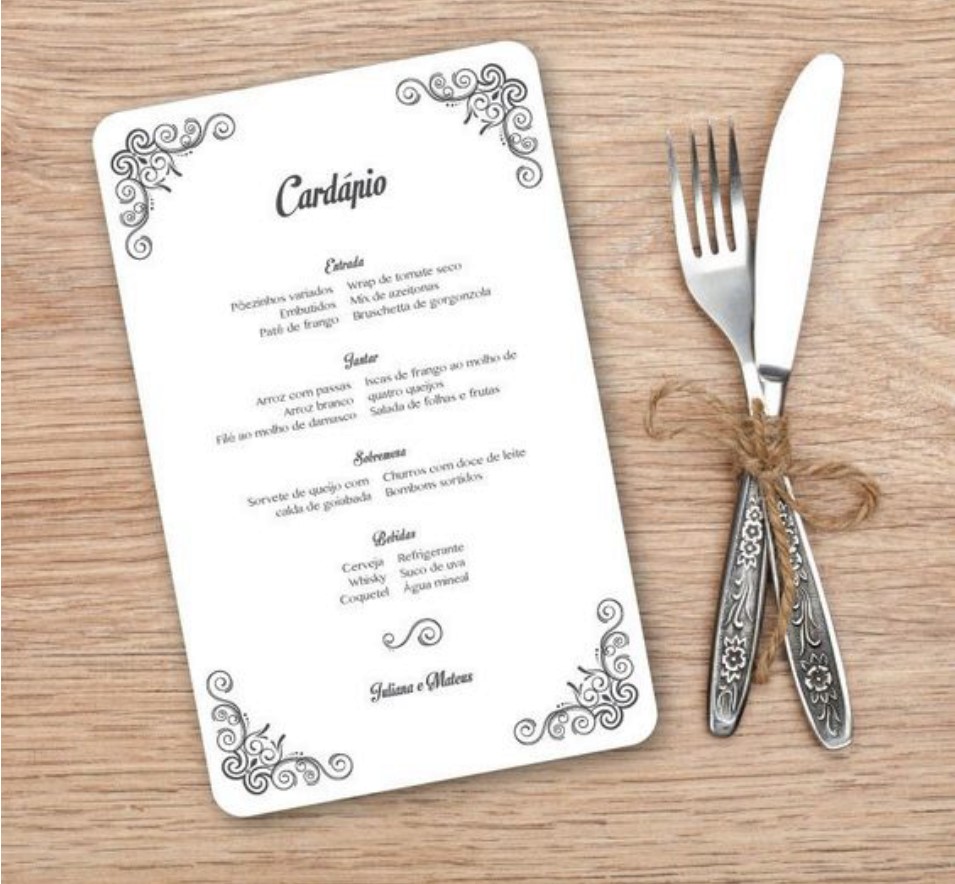 Cardápio
Entrada
Pãezinhos variados Wrap de tomate seco
Embutidos Mix de azeitonas
Patê de frango Bruschetta de gorgonzola
Jantar
Arroz com passas Iscas de frango ao molho de
Arroz branco quatro queijos
Filé ao molho de damasco Salada de folhas e frutas
Sobremesa
Sorvete de queijo com Churros com doce de leite
calda de goiabada Bombons sortidos
Bebidas
Cerveja Refrigerante
Whisky Suco de uva
Coquetel Água mineal
Juliana e Mateus